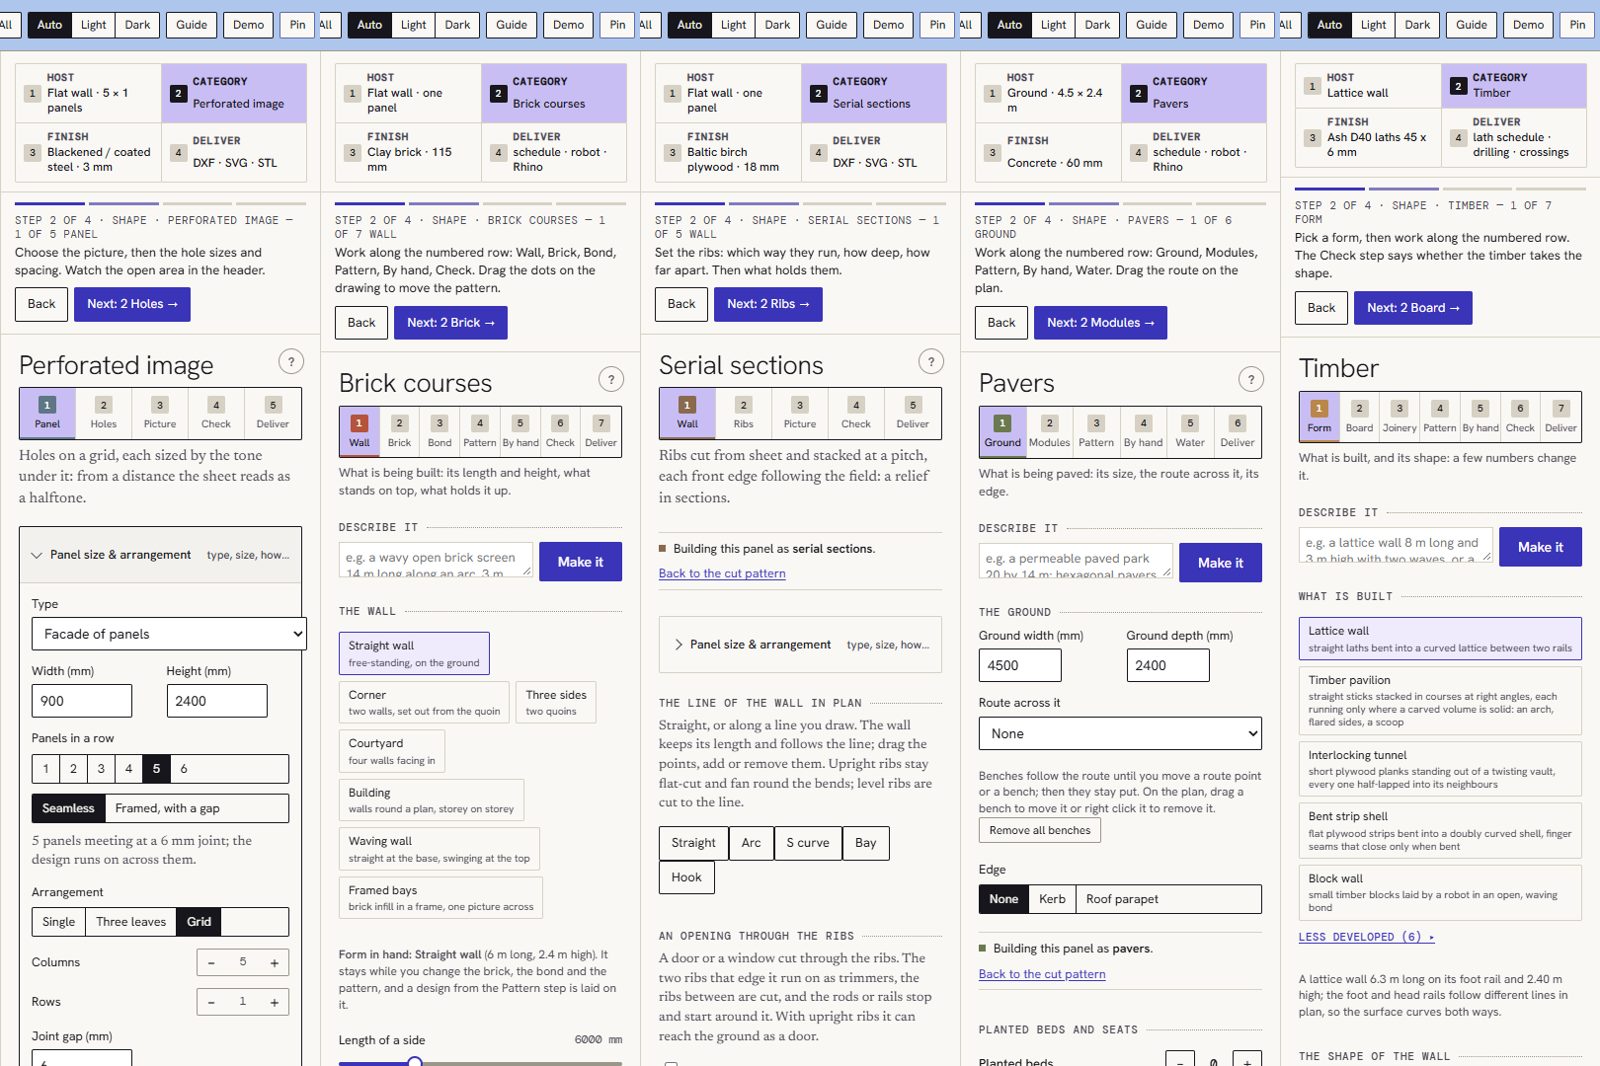 All Auto Light Dark Guide Demo Pin
HOST
1 Flat wall · 5 × 1
panels
CATEGORY
2 Perforated image
FINISH
3 Blackened / coated
steel · 3 mm
DELIVER
4 DXF · SVG · STL
STEP 2 OF 4 · SHAPE · PERFORATED IMAGE —
1 OF 5 PANEL
Choose the picture, then the hole sizes and
spacing. Watch the open area in the header.
Back Next: 2 Holes →
Perforated image ?
1 2 3 4 5
Panel Holes Picture Check Deliver
Holes on a grid, each sized by the tone
under it: from a distance the sheet reads as
a halftone.
Panel size & arrangement type, size, how...
Type
Facade of panels
Width (mm) Height (mm)
900 2400
Panels in a row
1 2 3 4 5 6
Seamless Framed, with a gap
5 panels meeting at a 6 mm joint; the
design runs on across them.
Arrangement
Single Three leaves Grid
Columns - 5 +
Rows - 1 +
Joint gap (mm)
All Auto Light Dark Guide Demo Pin
HOST
1 Flat wall · one
panel
CATEGORY
2 Brick courses
FINISH
3 Clay brick · 115
mm
DELIVER
4 schedule · robot ·
Rhino
STEP 2 OF 4 · SHAPE · BRICK COURSES — 1
OF 7 WALL
Work along the numbered row: Wall, Brick, Bond,
Pattern, By hand, Check. Drag the dots on the
drawing to move the pattern.
Back Next: 2 Brick →
Brick courses ?
1 2 3 4 5 6 7
Wall Brick Bond Pattern By hand Check Deliver
What is being built: its length and height, what
stands on top, what holds it up.
DESCRIBE IT
e.g. a wavy open brick screen
14 m long along an arc, 3 m
Make it
THE WALL
Straight wall
free-standing, on the ground
Corner
two walls, set out from the quoin
Three sides
two quoins
Courtyard
four walls facing in
Building
walls round a plan, storey on storey
Waving wall
straight at the base, swinging at the top
Framed bays
brick infill in a frame, one picture across
Form in hand: Straight wall (6 m long, 2.4 m high). It
stays while you change the brick, the bond and the
pattern, and a design from the Pattern step is laid on
it.
Length of a side 6000 mm
All Auto Light Dark Guide Demo Pin
HOST
1 Flat wall · one
panel
CATEGORY
2 Serial sections
FINISH
3 Baltic birch
plywood · 18 mm
DELIVER
4 DXF · SVG · STL
STEP 2 OF 4 · SHAPE · SERIAL SECTIONS — 1
OF 5 WALL
Set the ribs: which way they run, how deep, how
far apart. Then what holds them.
Back Next: 2 Ribs →
Serial sections ?
1 2 3 4 5
Wall Ribs Picture Check Deliver
Ribs cut from sheet and stacked at a pitch,
each front edge following the field: a relief
in sections.
Building this panel as serial sections.
Back to the cut pattern
Panel size & arrangement type, size, how...
THE LINE OF THE WALL IN PLAN
Straight, or along a line you draw. The wall
keeps its length and follows the line; drag the
points, add or remove them. Upright ribs stay
flat-cut and fan round the bends; level ribs are
cut to the line.
Straight Arc S curve Bay
Hook
AN OPENING THROUGH THE RIBS
A door or a window cut through the ribs. The
two ribs that edge it run on as trimmers, the
ribs between are cut, and the rods or rails stop
and start around it. With upright ribs it can
reach the ground as a door.
All Auto Light Dark Guide Demo Pin
HOST
1 Ground · 4.5 × 2.4
m
CATEGORY
2 Pavers
FINISH
3 Concrete · 60 mm
DELIVER
4 schedule · robot ·
Rhino
STEP 2 OF 4 · SHAPE · PAVERS — 1 OF 6
GROUND
Work along the numbered row: Ground, Modules,
Pattern, By hand, Water. Drag the route on the
plan.
Back Next: 2 Modules →
Pavers ?
1 2 3 4 5 6
Ground Modules Pattern By hand Water Deliver
What is being paved: its size, the route across it, its
edge.
DESCRIBE IT
e.g. a permeable paved park
20 by 14 m: hexagonal pavers
Make it
THE GROUND
Ground width (mm) Ground depth (mm)
4500 2400
Route across it
None
Benches follow the route until you move a route point
or a bench; then they stay put. On the plan, drag a
bench to move it or right click it to remove it.
Remove all benches
Edge
None Kerb Roof parapet
Building this panel as pavers.
Back to the cut pattern
PLANTED BEDS AND SEATS
Planted beds - 0 +
All Auto Light Dark Guide Demo Pin
HOST
1 Lattice wall
CATEGORY
2 Timber
FINISH
3 Ash D40 laths 45 x
6 mm
DELIVER
4 lath schedule ·
drilling · crossings
STEP 2 OF 4 · SHAPE · TIMBER — 1 OF 7
FORM
Pick a form, then work along the numbered row.
The Check step says whether the timber takes the
shape.
Back Next: 2 Board →
Timber
1 2 3 4 5 6 7
Form Board Joinery Pattern By hand Check Deliver
What is built, and its shape: a few numbers change
it.
DESCRIBE IT
e.g. a lattice wall 8 m long and
3 m high with two waves, or a
Make it
WHAT IS BUILT
Lattice wall
straight laths bent into a curved lattice between two rails
Timber pavilion
straight sticks stacked in courses at right angles, each
running only where a carved volume is solid: an arch,
flared sides, a scoop
Interlocking tunnel
short plywood planks standing out of a twisting vault,
every one half-lapped into its neighbours
Bent strip shell
flat plywood strips bent into a doubly curved shell, finger
seams that close only when bent
Block wall
small timber blocks laid by a robot in an open, waving
bond
LESS DEVELOPED (6) ▸
A lattice wall 6.3 m long on its foot rail and 2.40 m
high; the foot and head rails follow different lines in
plan, so the surface curves both ways.
THE SHAPE OF THE WALL